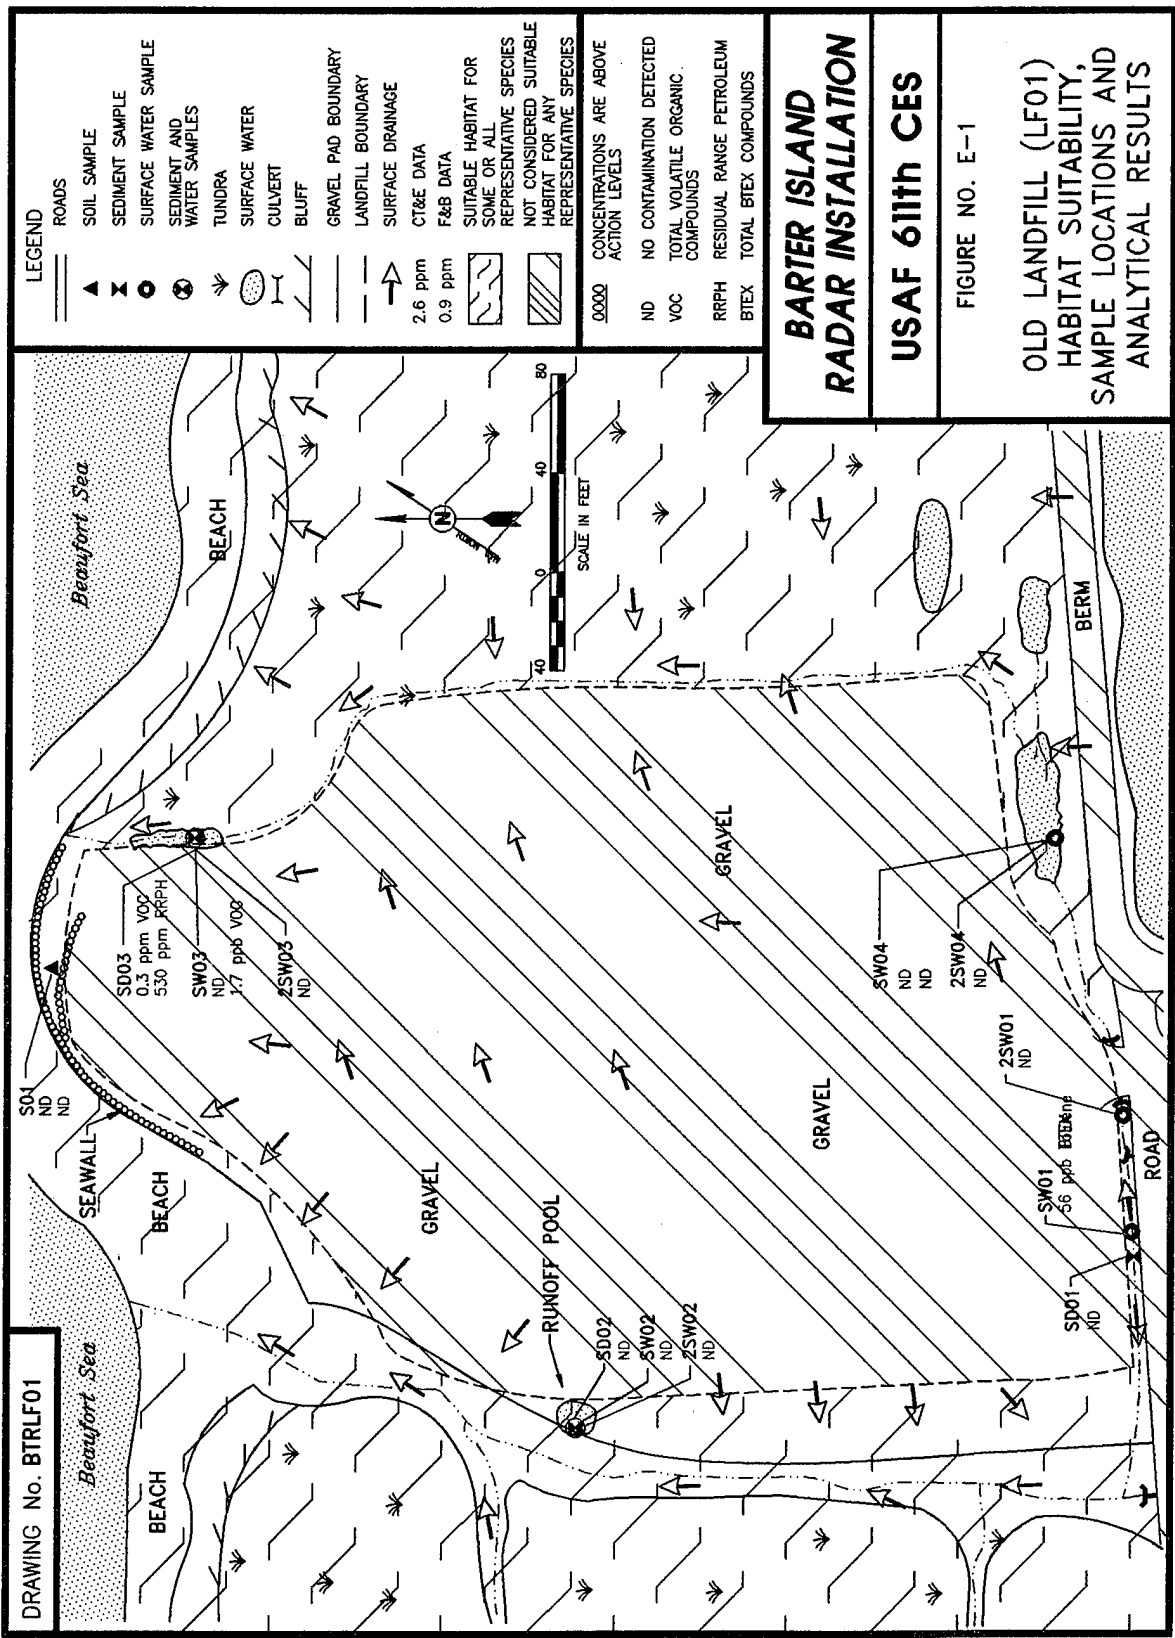 DRAWING No. BTRLF01
Beaufort Sea
Beaufort Sea
BEACH
BEACH
BEACH
SEAWALL
S01
ND
ND
SD03
0.3 ppm VOC
530 ppm RRPH
SW03
ND
1.7 ppb VOC
2SW03
ND
GRAVEL
GRAVEL
GRAVEL
RUNOFF POOL
SD02
ND
SW02
ND
2SW02
ND
SW04
ND
ND
2SW04
ND
2SW01
ND
SW01
56 ppb
SD01
ND
ROAD
BERM
N
40 0 40 80
SCALE IN FEET
LEGEND
ROADS
SOIL SAMPLE
SEDIMENT SAMPLE
SURFACE WATER SAMPLE
SEDIMENT AND
WATER SAMPLES
TUNDRA
SURFACE WATER
CULVERT
BLUFF
GRAVEL PAD BOUNDARY
LANDFILL BOUNDARY
SURFACE DRAINAGE
2.6 ppm CT&E DATA
0.9 ppm F&B DATA
SUITABLE HABITAT FOR
SOME OR ALL
REPRESENTATIVE SPECIES
NOT CONSIDERED SUITABLE
HABITAT FOR ANY
REPRESENTATIVE SPECIES
0000 CONCENTRATIONS ARE ABOVE
ACTION LEVELS
ND NO CONTAMINATION DETECTED
VOC TOTAL VOLATILE ORGANIC
COMPOUNDS
RRPH RESIDUAL RANGE PETROLEUM
BTEX TOTAL BTEX COMPOUNDS
BARTER ISLAND
RADAR INSTALLATION
USAF 611th CES
FIGURE NO. E-1
OLD LANDFILL (LF01)
HABITAT SUITABILITY,
SAMPLE LOCATIONS AND
ANALYTICAL RESULTS